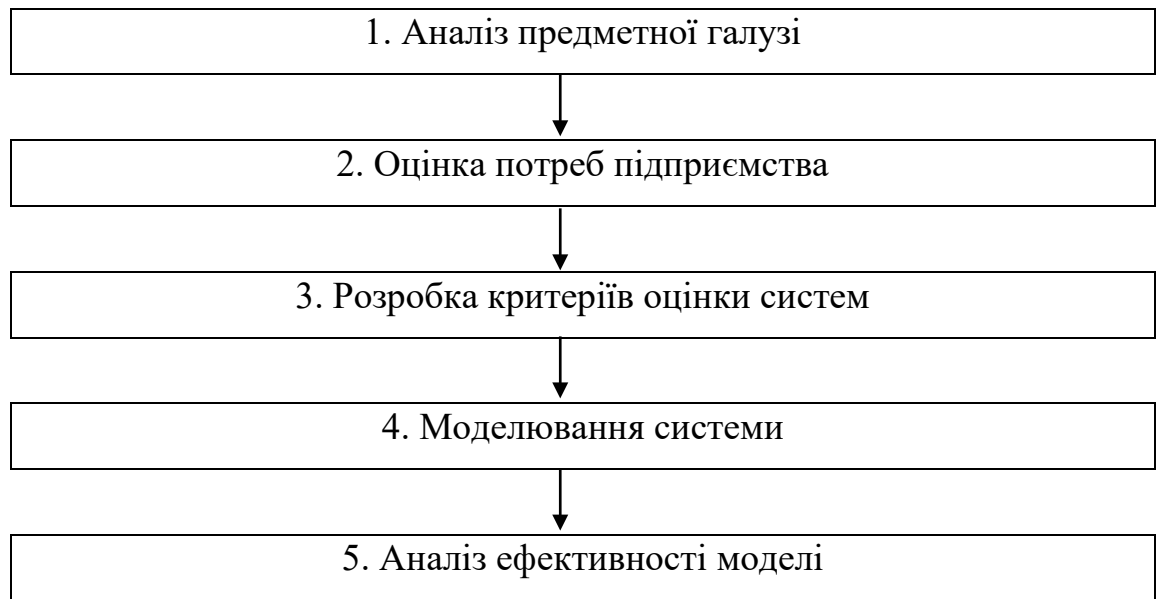 1. Аналіз предметної галузі
2. Оцінка потреб підприємства
3. Розробка критеріїв оцінки систем
4. Моделювання системи
5. Аналіз ефективності моделі